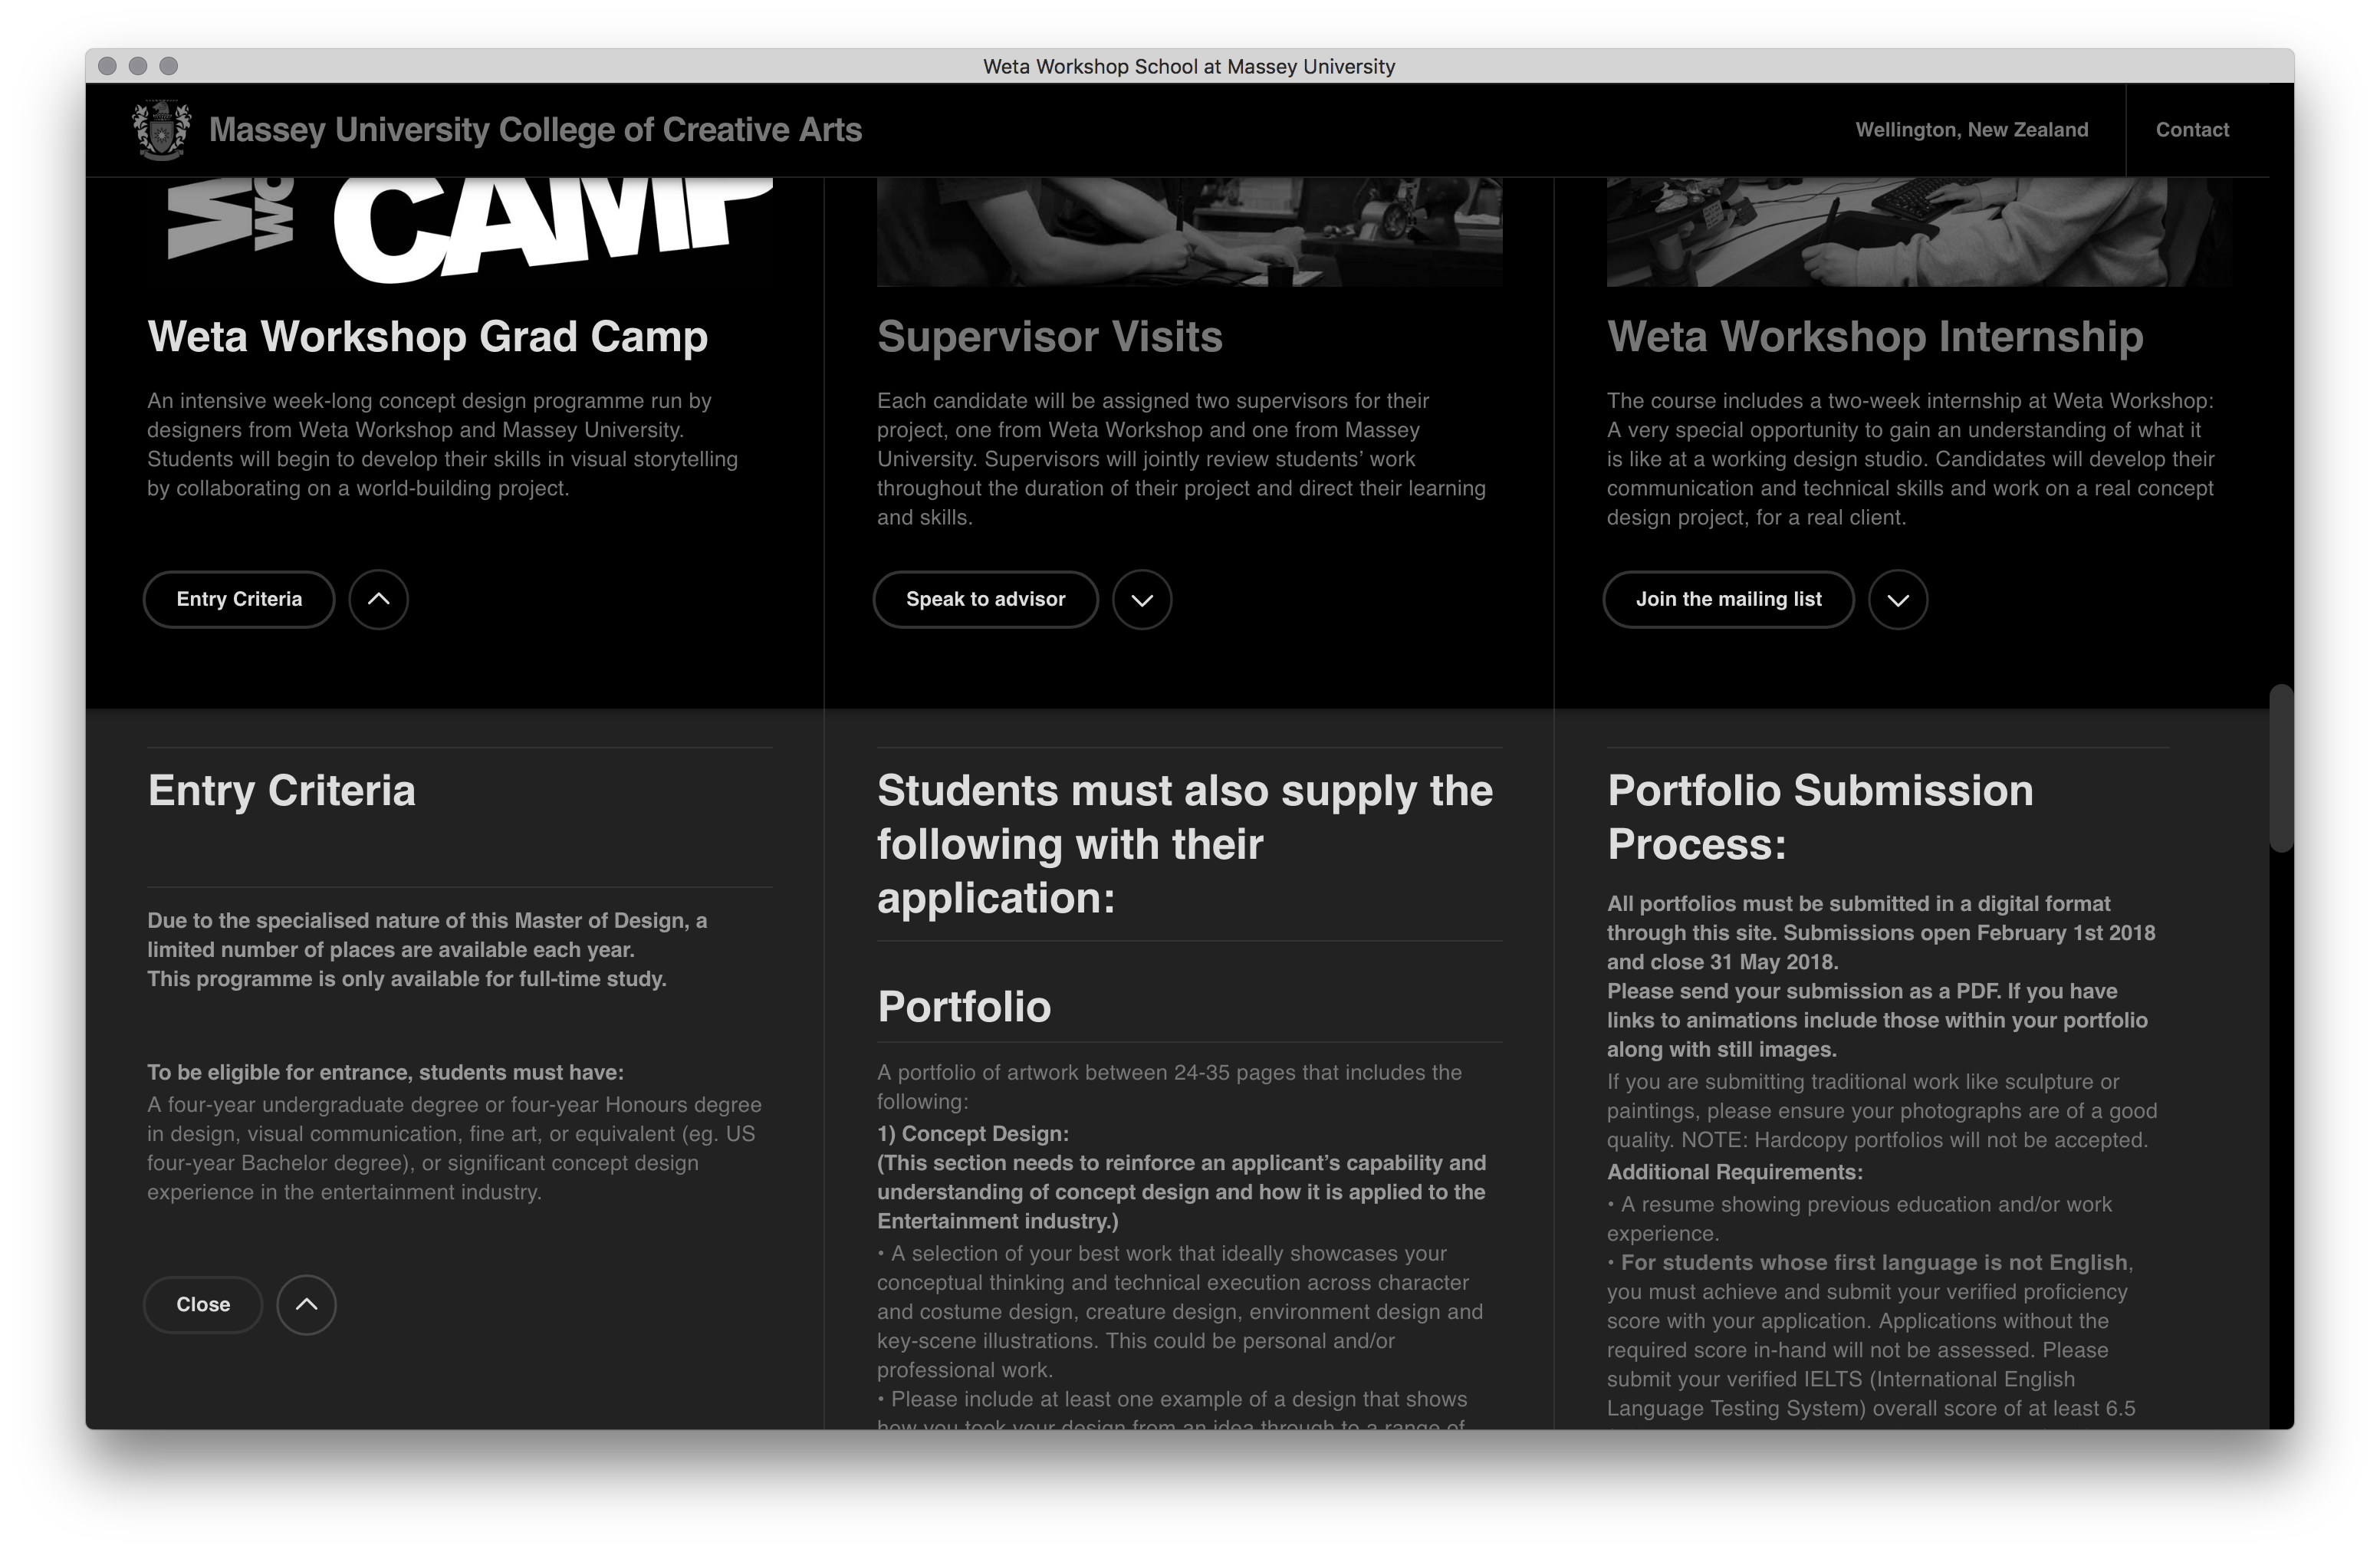 Weta Workshop School at Massey University
Massey University College of Creative Arts
Wellington, New Zealand
Contact
W
WO
CAMP
Weta Workshop Grad Camp
An intensive week-long concept design programme run by
designers from Weta Workshop and Massey University.
Students will begin to develop their skills in visual storytelling
by collaborating on a world-building project.
Entry Criteria
Supervisor Visits
Each candidate will be assigned two supervisors for their
project, one from Weta Workshop and one from Massey
University. Supervisors will jointly review students’ work
throughout the duration of their project and direct their learning
and skills.
Speak to advisor
Weta Workshop Internship
The course includes a two-week internship at Weta Workshop:
A very special opportunity to gain an understanding of what it
is like at a working design studio. Candidates will develop their
communication and technical skills and work on a real concept
design project, for a real client.
Join the mailing list
Entry Criteria
Due to the specialised nature of this Master of Design, a
limited number of places are available each year.
This programme is only available for full-time study.
To be eligible for entrance, students must have:
A four-year undergraduate degree or four-year Honours degree
in design, visual communication, fine art, or equivalent (eg. US
four-year Bachelor degree), or significant concept design
experience in the entertainment industry.
Close
Students must also supply the
following with their
application:
Portfolio
A portfolio of artwork between 24-35 pages that includes the
following:
1) Concept Design:
(This section needs to reinforce an applicant’s capability and
understanding of concept design and how it is applied to the
Entertainment industry.)
• A selection of your best work that ideally showcases your
conceptual thinking and technical execution across character
and costume design, creature design, environment design and
key-scene illustrations. This could be personal and/or
professional work.
• Please include at least one example of a design that shows
how you took your design from an idea through to a range of
Portfolio Submission
Process:
All portfolios must be submitted in a digital format
through this site. Submissions open February 1st 2018
and close 31 May 2018.
Please send your submission as a PDF. If you have
links to animations include those within your portfolio
along with still images.
If you are submitting traditional work like sculpture or
paintings, please ensure your photographs are of a good
quality. NOTE: Hardcopy portfolios will not be accepted.
Additional Requirements:
• A resume showing previous education and/or work
experience.
• For students whose first language is not English,
you must achieve and submit your verified proficiency
score with your application. Applications without the
required score in-hand will not be assessed. Please
submit your verified IELTS (International English
Language Testing System) overall score of at least 6.5